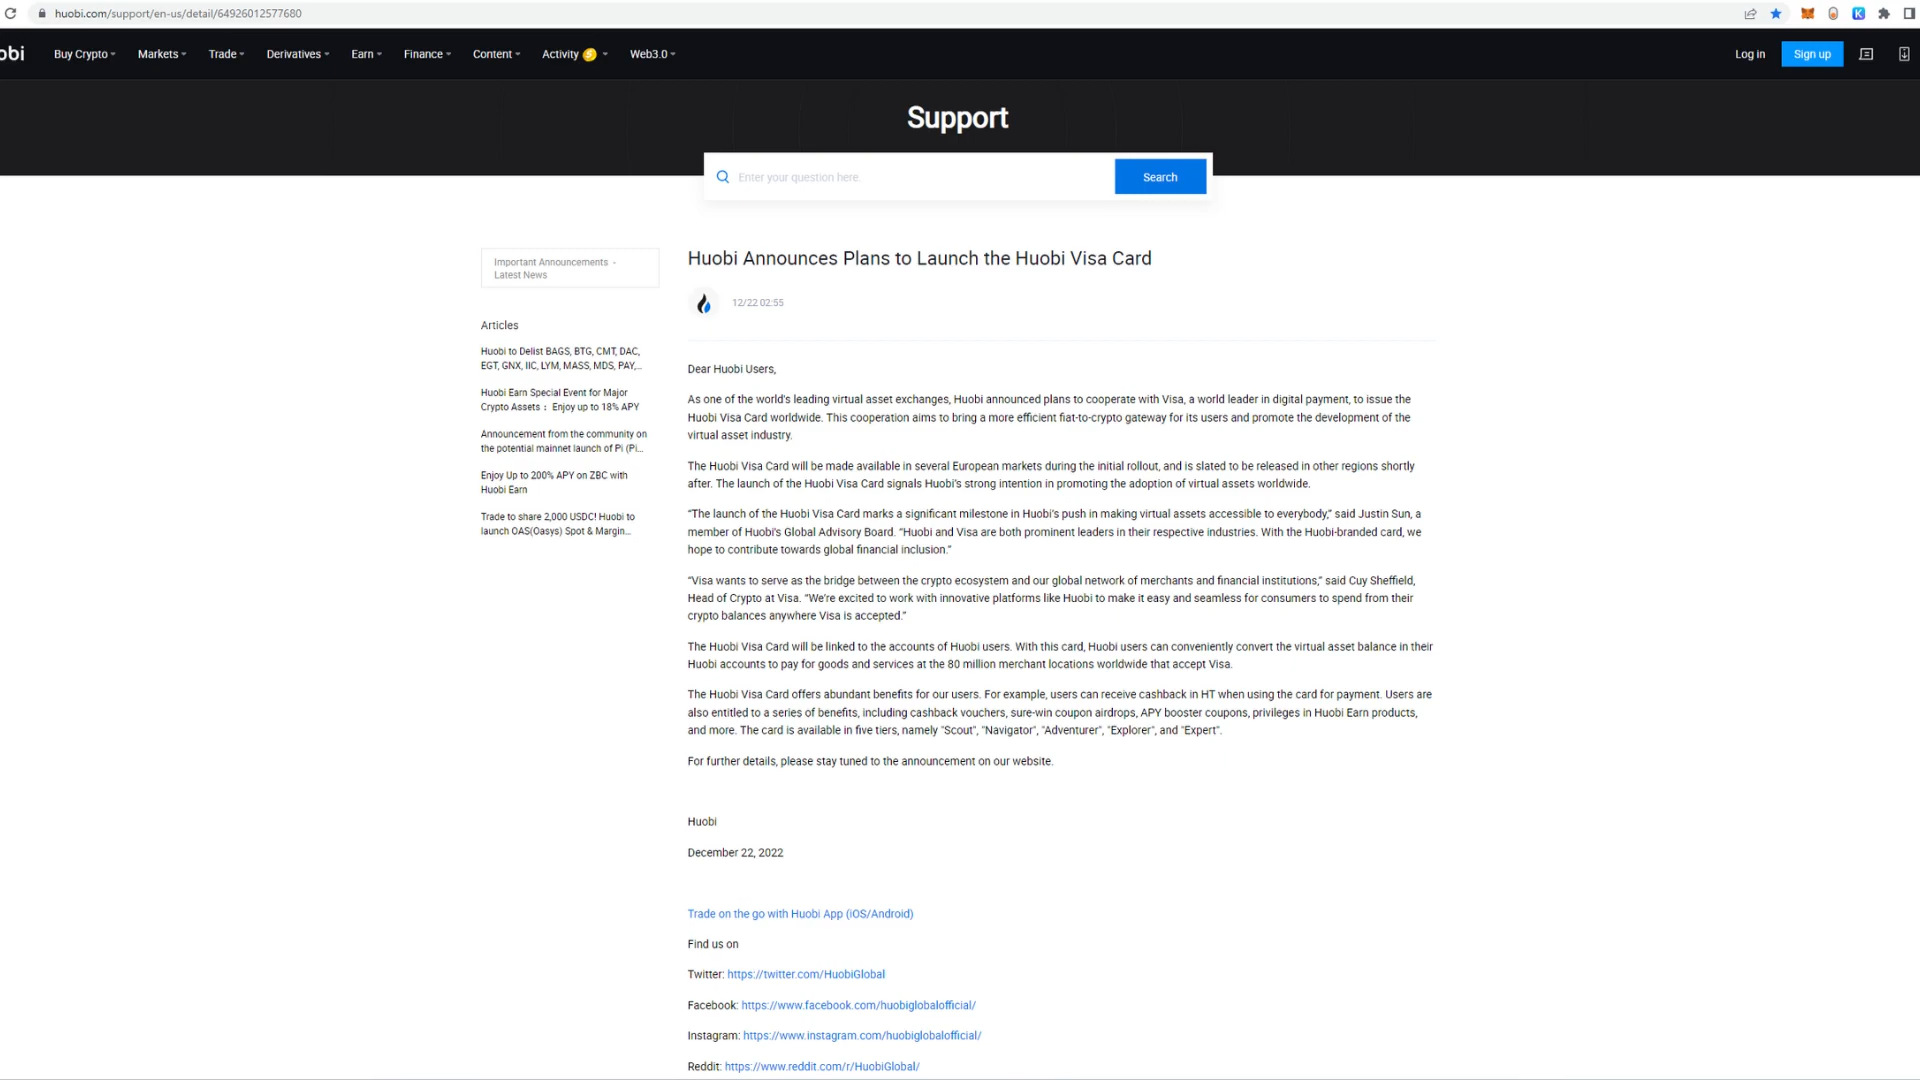 huobi.com/support/en-us/detail/64926012577680
obi Buy Crypto Markets Trade Derivatives Earn Finance Content Activity Web3.0 Log in Sign up
Support
Enter your question here. Search
Important Announcements -
Latest News
Articles
Huobi to Delist BAGS, BTG, CMT, DAC,
EGT, GNX, IIC, LYM, MASS, MDS, PAY,...
Huobi Earn Special Event for Major
Crypto Assets： Enjoy up to 18% APY
Announcement from the community on
the potential mainnet launch of Pi (Pi...
Enjoy Up to 200% APY on ZBC with
Huobi Earn
Trade to share 2,000 USDC! Huobi to
launch OAS(Oasys) Spot & Margin...
Huobi Announces Plans to Launch the Huobi Visa Card
12/22 02:55
Dear Huobi Users,
As one of the world's leading virtual asset exchanges, Huobi announced plans to cooperate with Visa, a world leader in digital payment, to issue the
Huobi Visa Card worldwide. This cooperation aims to bring a more efficient fiat-to-crypto gateway for its users and promote the development of the
virtual asset industry.
The Huobi Visa Card will be made available in several European markets during the initial rollout, and is slated to be released in other regions shortly
after. The launch of the Huobi Visa Card signals Huobi's strong intention in promoting the adoption of virtual assets worldwide.
“The launch of the Huobi Visa Card marks a significant milestone in Huobi's push in making virtual assets accessible to everybody,” said Justin Sun, a
member of Huobi's Global Advisory Board. “Huobi and Visa are both prominent leaders in their respective industries. With the Huobi-branded card, we
hope to contribute towards global financial inclusion.”
“Visa wants to serve as the bridge between the crypto ecosystem and our global network of merchants and financial institutions,” said Cuy Sheffield,
Head of Crypto at Visa. “We're excited to work with innovative platforms like Huobi to make it easy and seamless for consumers to spend from their
crypto balances anywhere Visa is accepted.”
The Huobi Visa Card will be linked to the accounts of Huobi users. With this card, Huobi users can conveniently convert the virtual asset balance in their
Huobi accounts to pay for goods and services at the 80 million merchant locations worldwide that accept Visa.
The Huobi Visa Card offers abundant benefits for our users. For example, users can receive cashback in HT when using the card for payment. Users are
also entitled to a series of benefits, including cashback vouchers, sure-win coupon airdrops, APY booster coupons, privileges in Huobi Earn products,
and more. The card is available in five tiers, namely "Scout", "Navigator", "Adventurer", "Explorer", and "Expert".
For further details, please stay tuned to the announcement on our website.
Huobi
December 22, 2022
Trade on the go with Huobi App (iOS/Android)
Find us on
Twitter: https://twitter.com/HuobiGlobal
Facebook: https://www.facebook.com/huobiglobalofficial/
Instagram: https://www.instagram.com/huobiglobalofficial/
Reddit: https://www.reddit.com/r/HuobiGlobal/